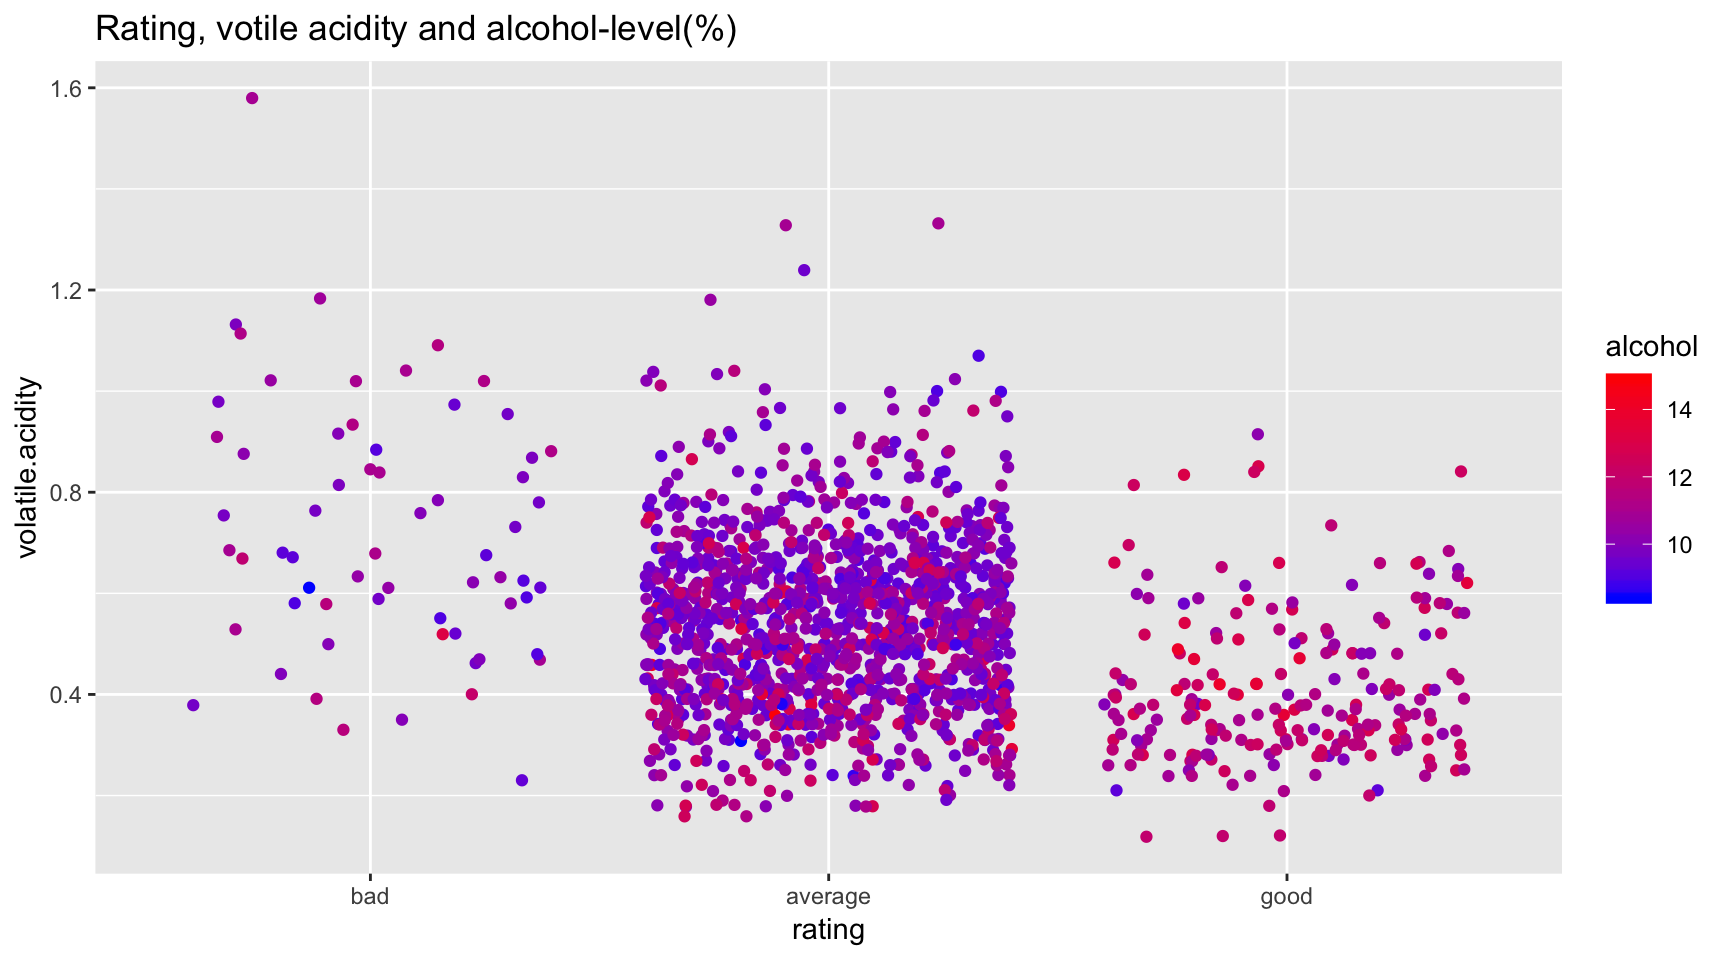 Rating, votile acidity and alcohol-level(%)
1.6
1.2
0.8
0.4
volatile.acidity
bad
average
good
rating
alcohol
14
12
10